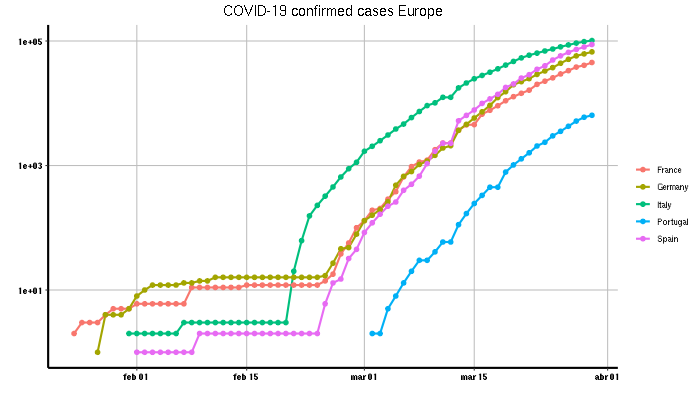 COVID-19 confirmed cases Europe
1e+05
1e+03
1e+01
feb 01
feb 15
mar 01
mar 15
abr 01
France
Germany
Italy
Portugal
Spain